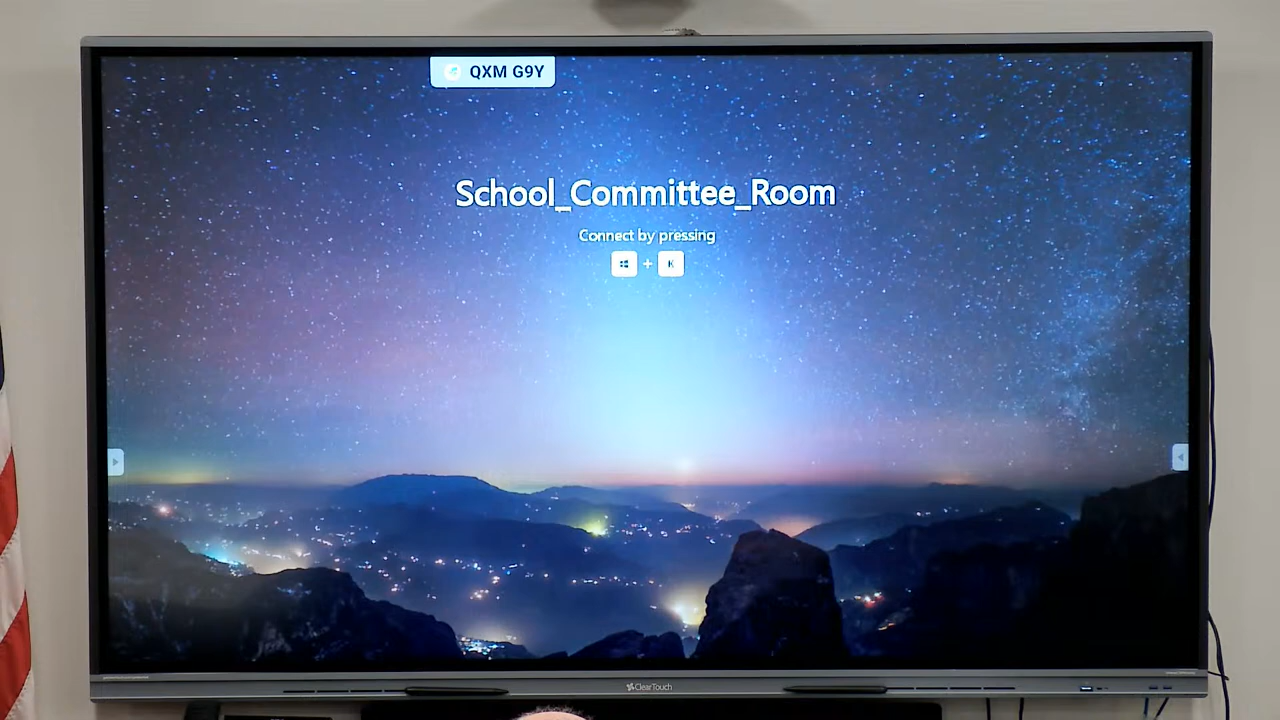 QXM G9Y
School_Committee_Room
Connect by pressing
+ K
ClearTouch